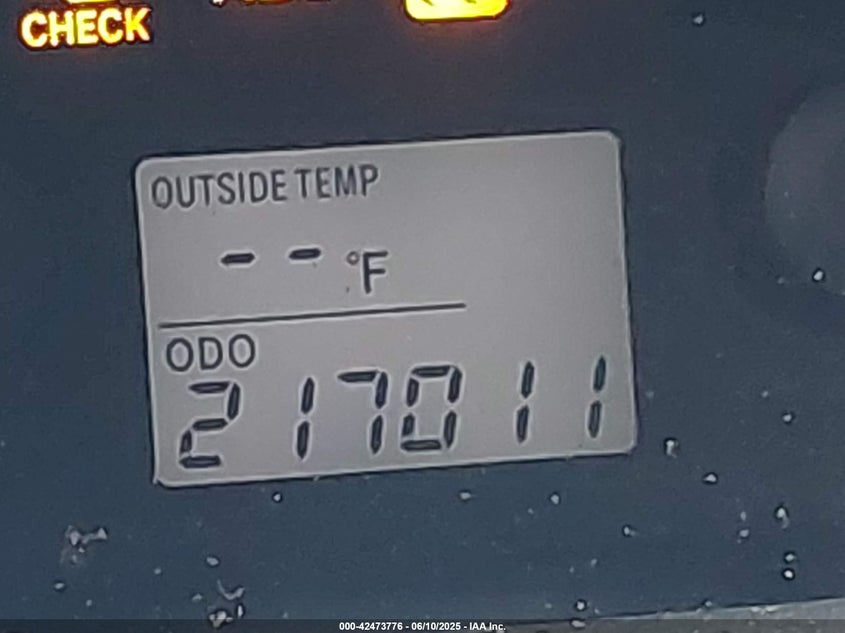 CHECK
OUTSIDE TEMP
-- °F
ODO
217011
000-42473776 - 06/10/2025 - IAA Inc.